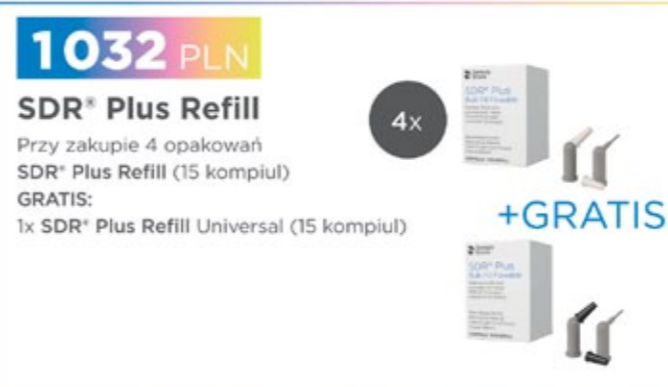 1032 PLN
SDR® Plus Refill
Przy zakupie 4 opakowań
SDR® Plus Refill (15 kompiul)
GRATIS:
1x SDR® Plus Refill Universal (15 kompiul)
4x
SDR® Plus
+GRATIS
SDR® Plus